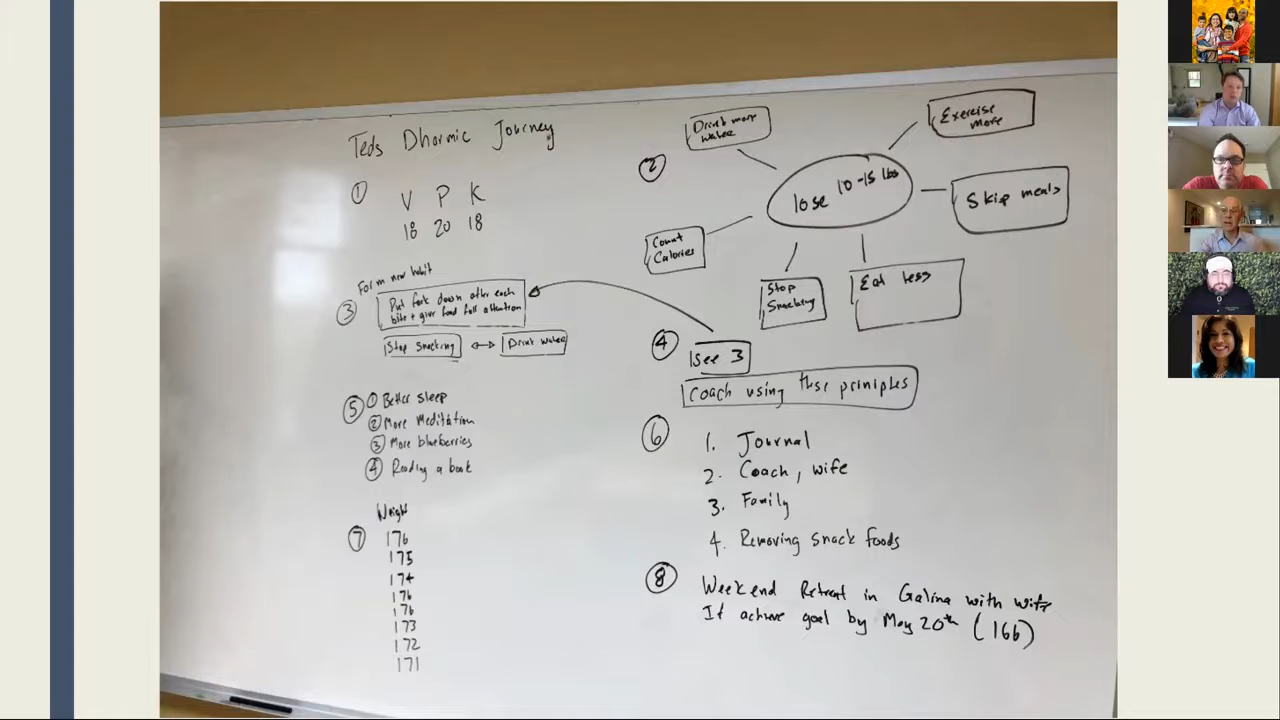 Teds Dharmic Journey
①
V P K
18 20 18
②
lose 10-15 lbs
Drink more
water
Exercise
more
Skip meals
Eat less
Stop
Snacking
Count
Calories
③
Form new habit
Put fork down after each
bite + give food full attention
Stop snacking ↔ Drink water
④
See 3
Coach using these principles
⑤ ① Better sleep
② More Meditation
③ More blueberries
④ Reading a book
⑥
1. Journal
2. Coach, wife
3. Family
4. Removing snack foods
Weight
⑦ 176
175
174
176
176
173
172
171
⑧ Weekend Retreat in Galina with wife
If achieve goal by May 20th (166)